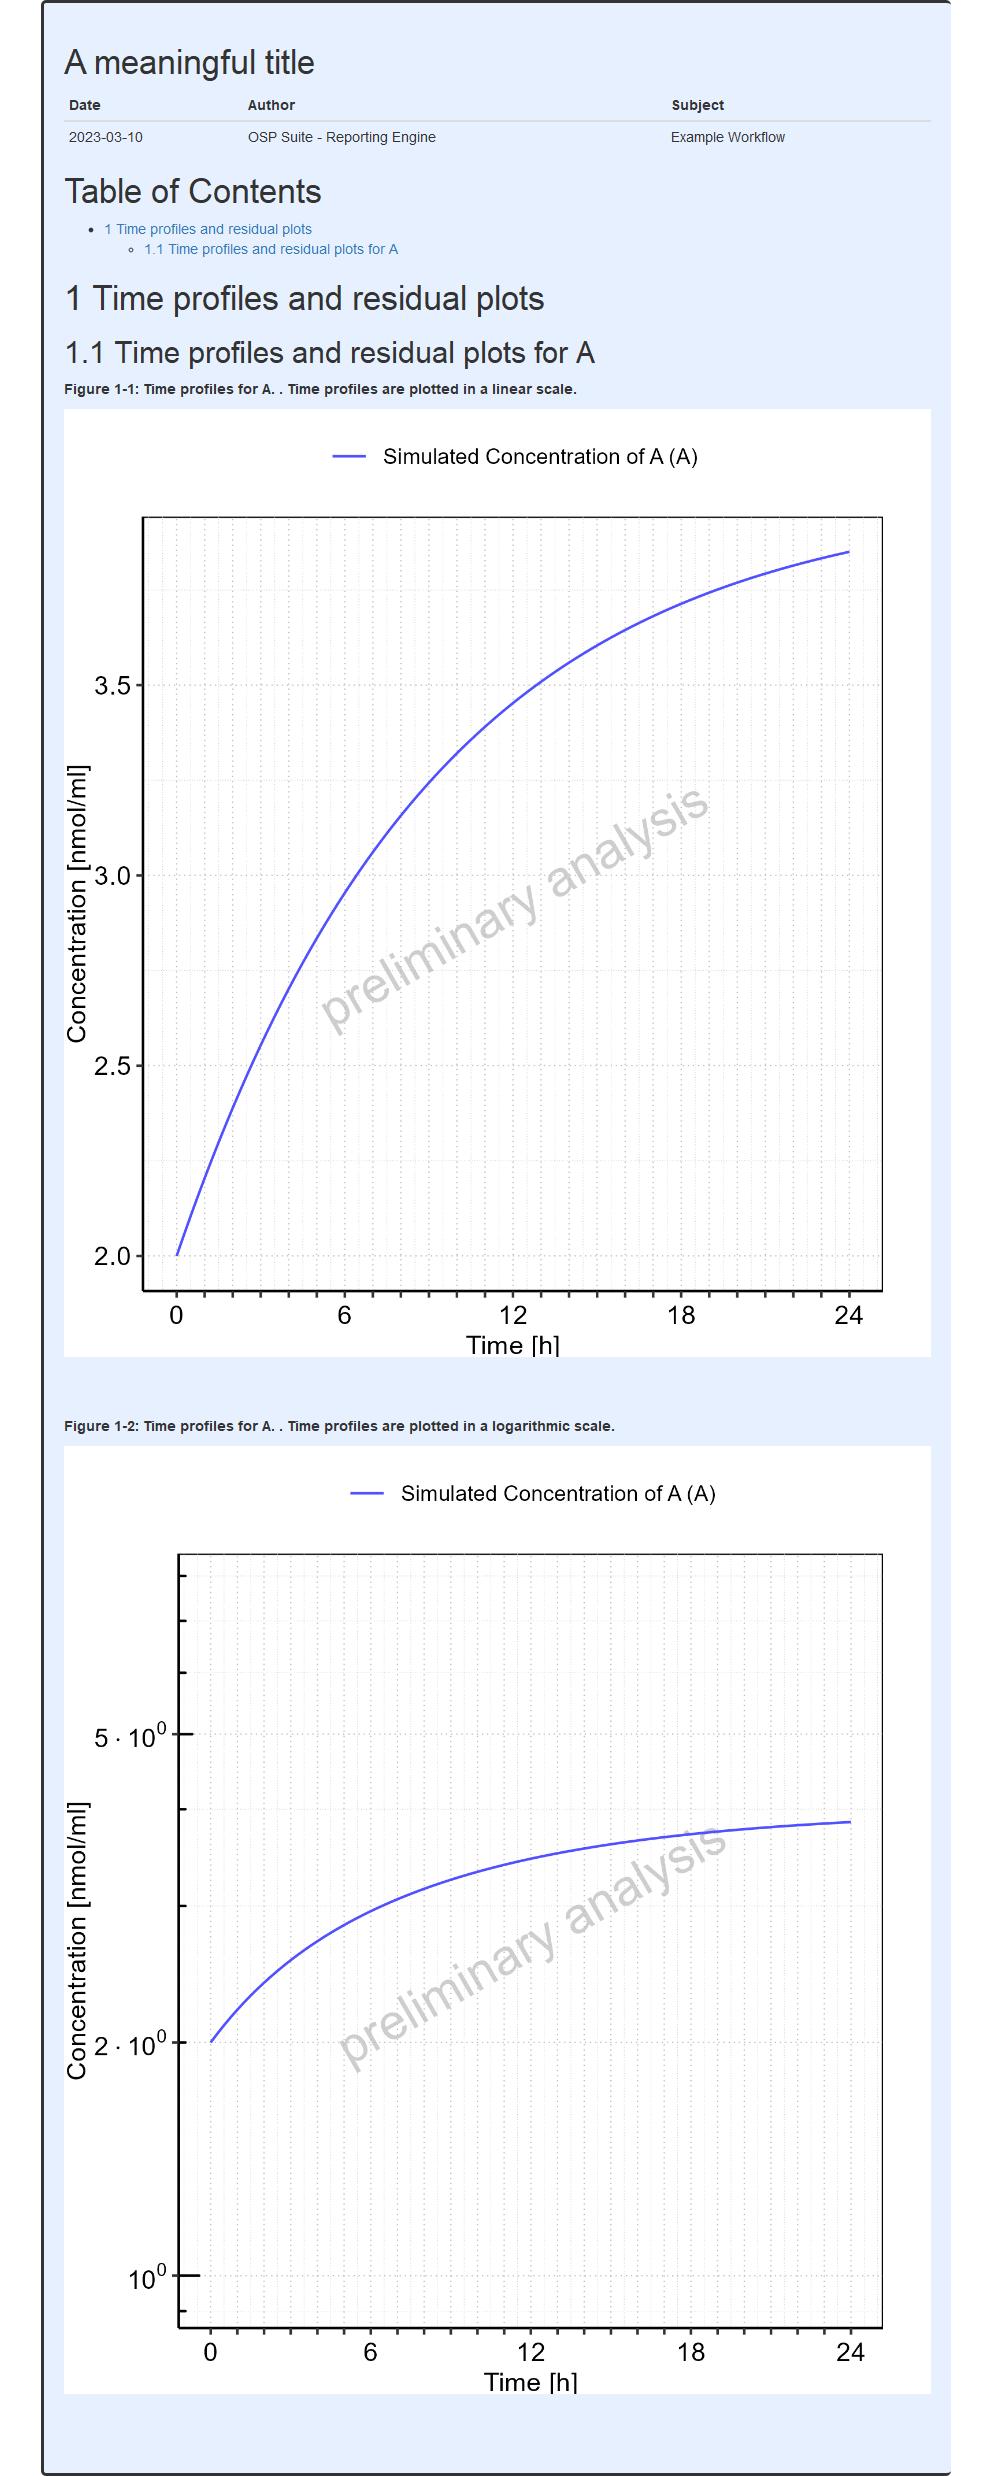 A meaningful title
Date Author Subject
2023-03-10 OSP Suite - Reporting Engine Example Workflow
Table of Contents
1 Time profiles and residual plots
1.1 Time profiles and residual plots for A
1 Time profiles and residual plots
1.1 Time profiles and residual plots for A
Figure 1-1: Time profiles for A. . Time profiles are plotted in a linear scale.
Simulated Concentration of A (A)
3.5
3.0
2.5
2.0
Concentration [nmol/ml]
preliminary analysis
0 6 12 18 24
Time [h]
Figure 1-2: Time profiles for A. . Time profiles are plotted in a logarithmic scale.
Simulated Concentration of A (A)
5 · 10⁰
2 · 10⁰
10⁰
Concentration [nmol/ml]
preliminary analysis
0 6 12 18 24
Time [h]